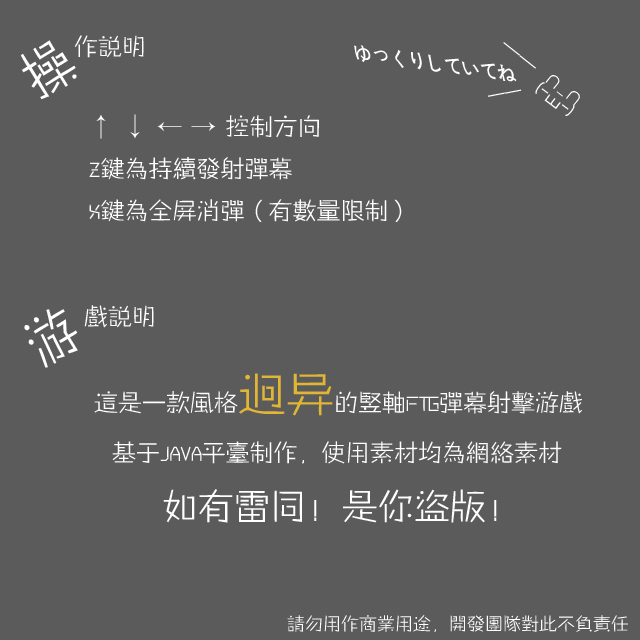 操作説明
ゆっくりしていてね
↑ ↓ ← → 控制方向
Z鍵為持續發射彈幕
X鍵為全屏消彈（有數量限制）
游戲説明
這是一款風格迥异的竪軸FTG彈幕射擊游戲
基于JAVA平臺制作，使用素材均為網絡素材
如有雷同！是你盜版！
請勿用作商業用途，開發團隊對此不負責任